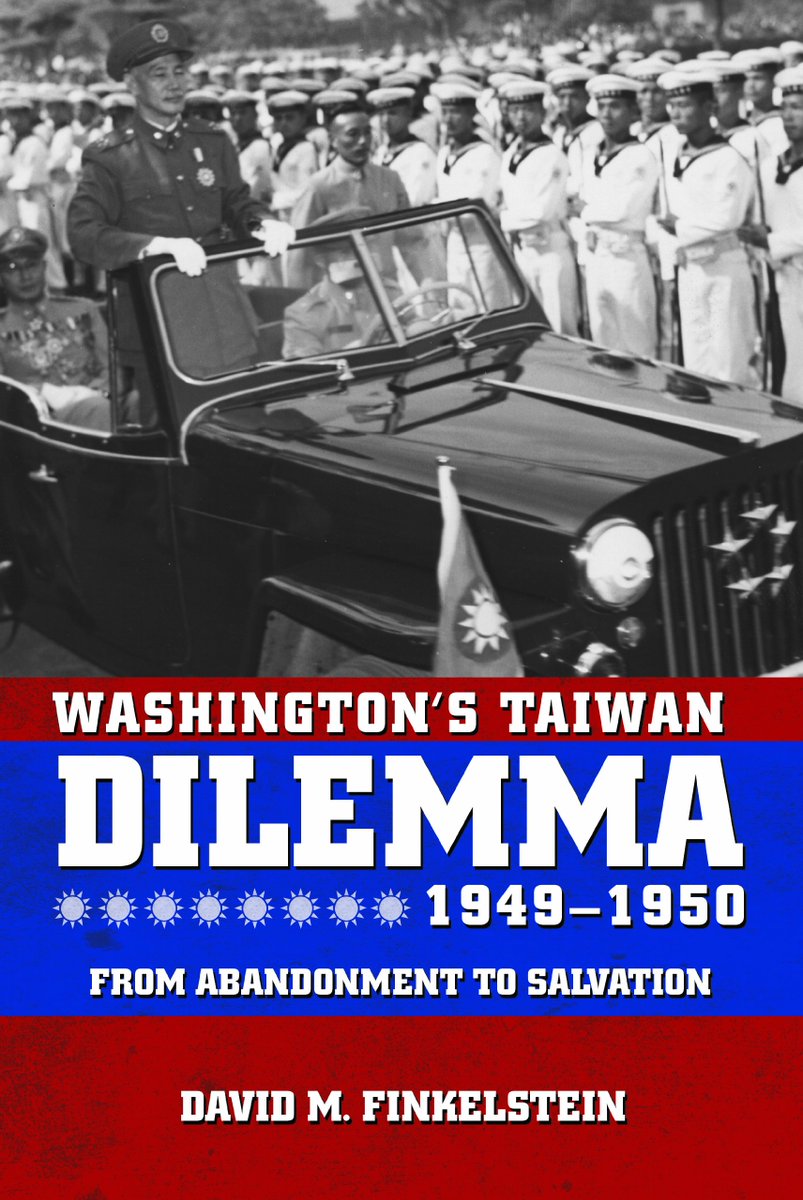 WASHINGTON'S TAIWAN
DILEMMA
1949–1950
FROM ABANDONMENT TO SALVATION
DAVID M. FINKELSTEIN